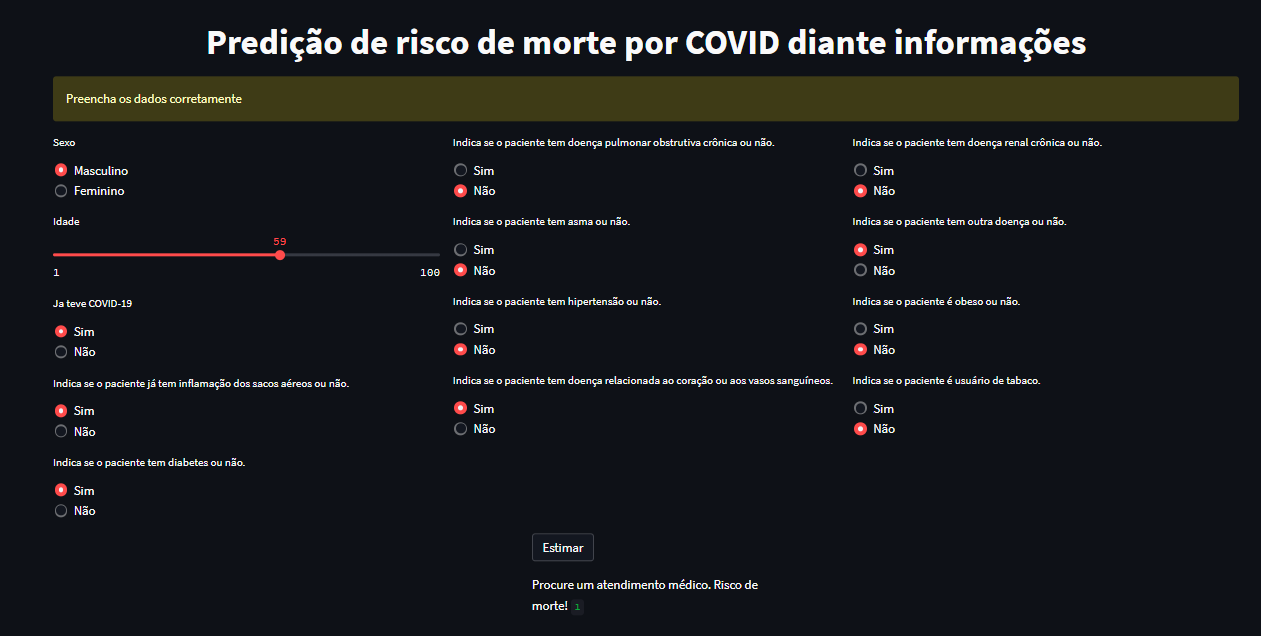 Predição de risco de morte por COVID diante informações
Preencha os dados corretamente
Sexo
Masculino
Feminino
Idade
59
1
100
Ja teve COVID-19
Sim
Não
Indica se o paciente já tem inflamação dos sacos aéreos ou não.
Sim
Não
Indica se o paciente tem diabetes ou não.
Sim
Não
Indica se o paciente tem doença pulmonar obstrutiva crônica ou não.
Sim
Não
Indica se o paciente tem asma ou não.
Sim
Não
Indica se o paciente tem hipertensão ou não.
Sim
Não
Indica se o paciente tem doença relacionada ao coração ou aos vasos sanguíneos.
Sim
Não
Indica se o paciente tem doença renal crônica ou não.
Sim
Não
Indica se o paciente tem outra doença ou não.
Sim
Não
Indica se o paciente é obeso ou não.
Sim
Não
Indica se o paciente é usuário de tabaco.
Sim
Não
Estimar
Procure um atendimento médico. Risco de
morte! 1